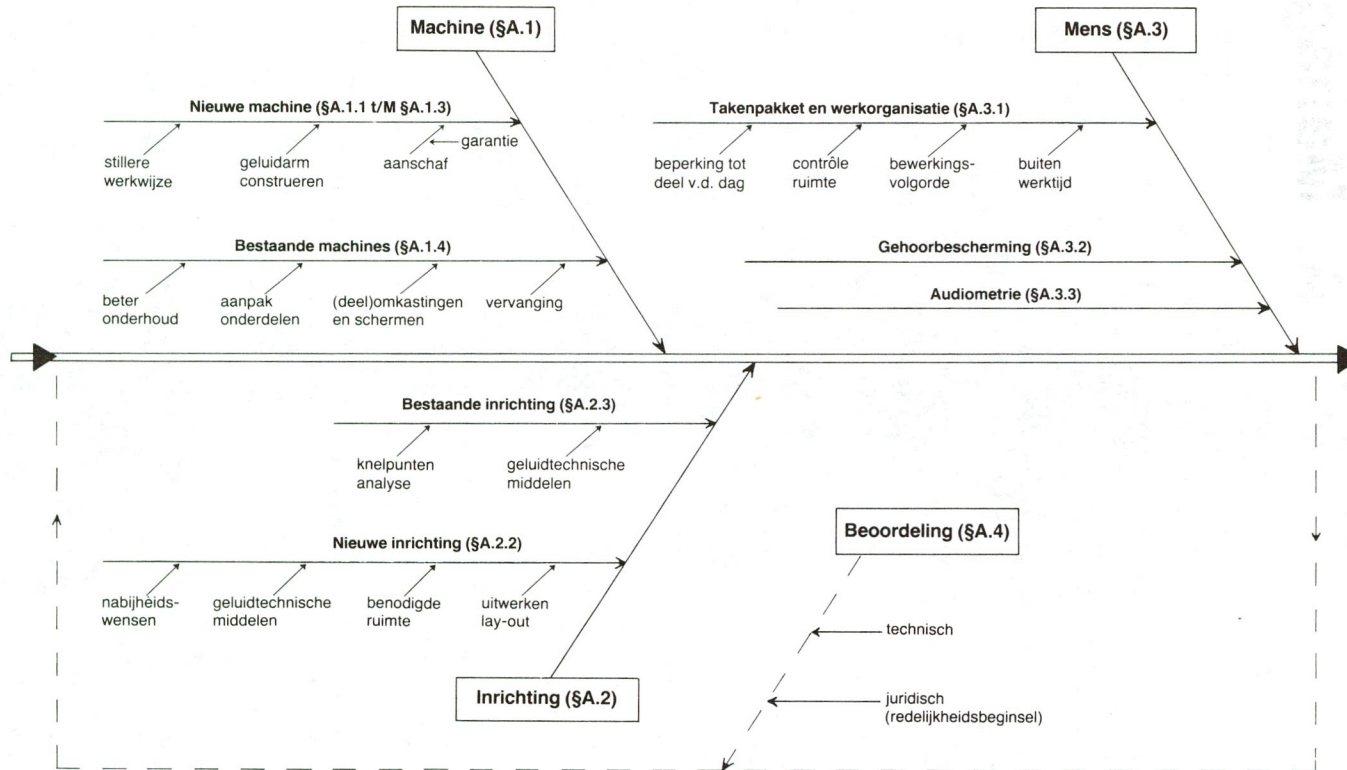 Machine (§A.1)
Mens (§A.3)
Nieuwe machine (§A.1.1 t/M §A.1.3)
garantie
stillere
werkwijze
geluidarm
construeren
aanschaf
Takenpakket en werkorganisatie (§A.3.1)
beperking tot
deel v.d. dag
contrôle
ruimte
bewerkings-
volgorde
buiten
werktijd
Bestaande machines (§A.1.4)
beter
onderhoud
aanpak
onderdelen
(deel)omkastingen
en schermen
vervanging
Gehoorbescherming (§A.3.2)
Audiometrie (§A.3.3)
Bestaande inrichting (§A.2.3)
knelpunten
analyse
geluidtechnische
middelen
Nieuwe inrichting (§A.2.2)
nabijheids-
wensen
geluidtechnische
middelen
benodigde
ruimte
uitwerken
lay-out
Inrichting (§A.2)
Beoordeling (§A.4)
technisch
juridisch
(redelijkheidsbeginsel)